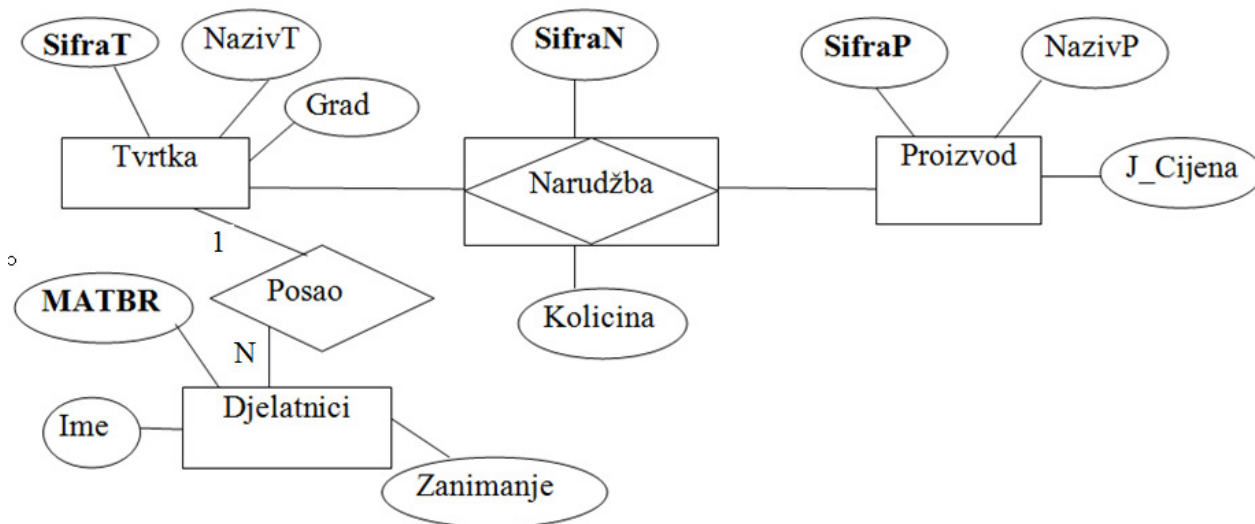 SifraT
NazivT
SifraN
SifraP
NazivP
Grad
Tvrtka
Narudžba
Proizvod
J_Cijena
1
MATBR
Posao
Kolicina
N
Ime
Djelatnici
Zanimanje